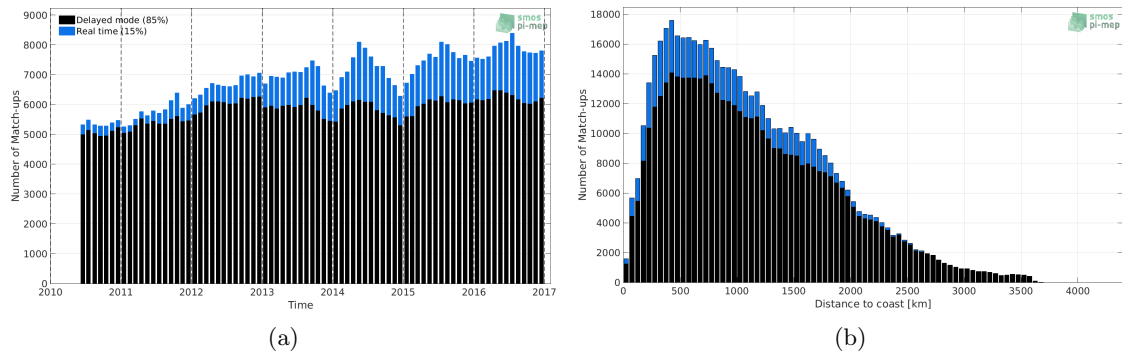 Delayed mode (85%)
Real time (15%)
smos
pi-mep
9000
8000
7000
6000
5000
4000
3000
2000
1000
0
Number of Match-ups
2010 2011 2012 2013 2014 2015 2016 2017
Time
(a)
smos
pi-mep
18000
16000
14000
12000
10000
8000
6000
4000
2000
0
Number of Match-ups
0 500 1000 1500 2000 2500 3000 3500 4000
Distance to coast [km]
(b)